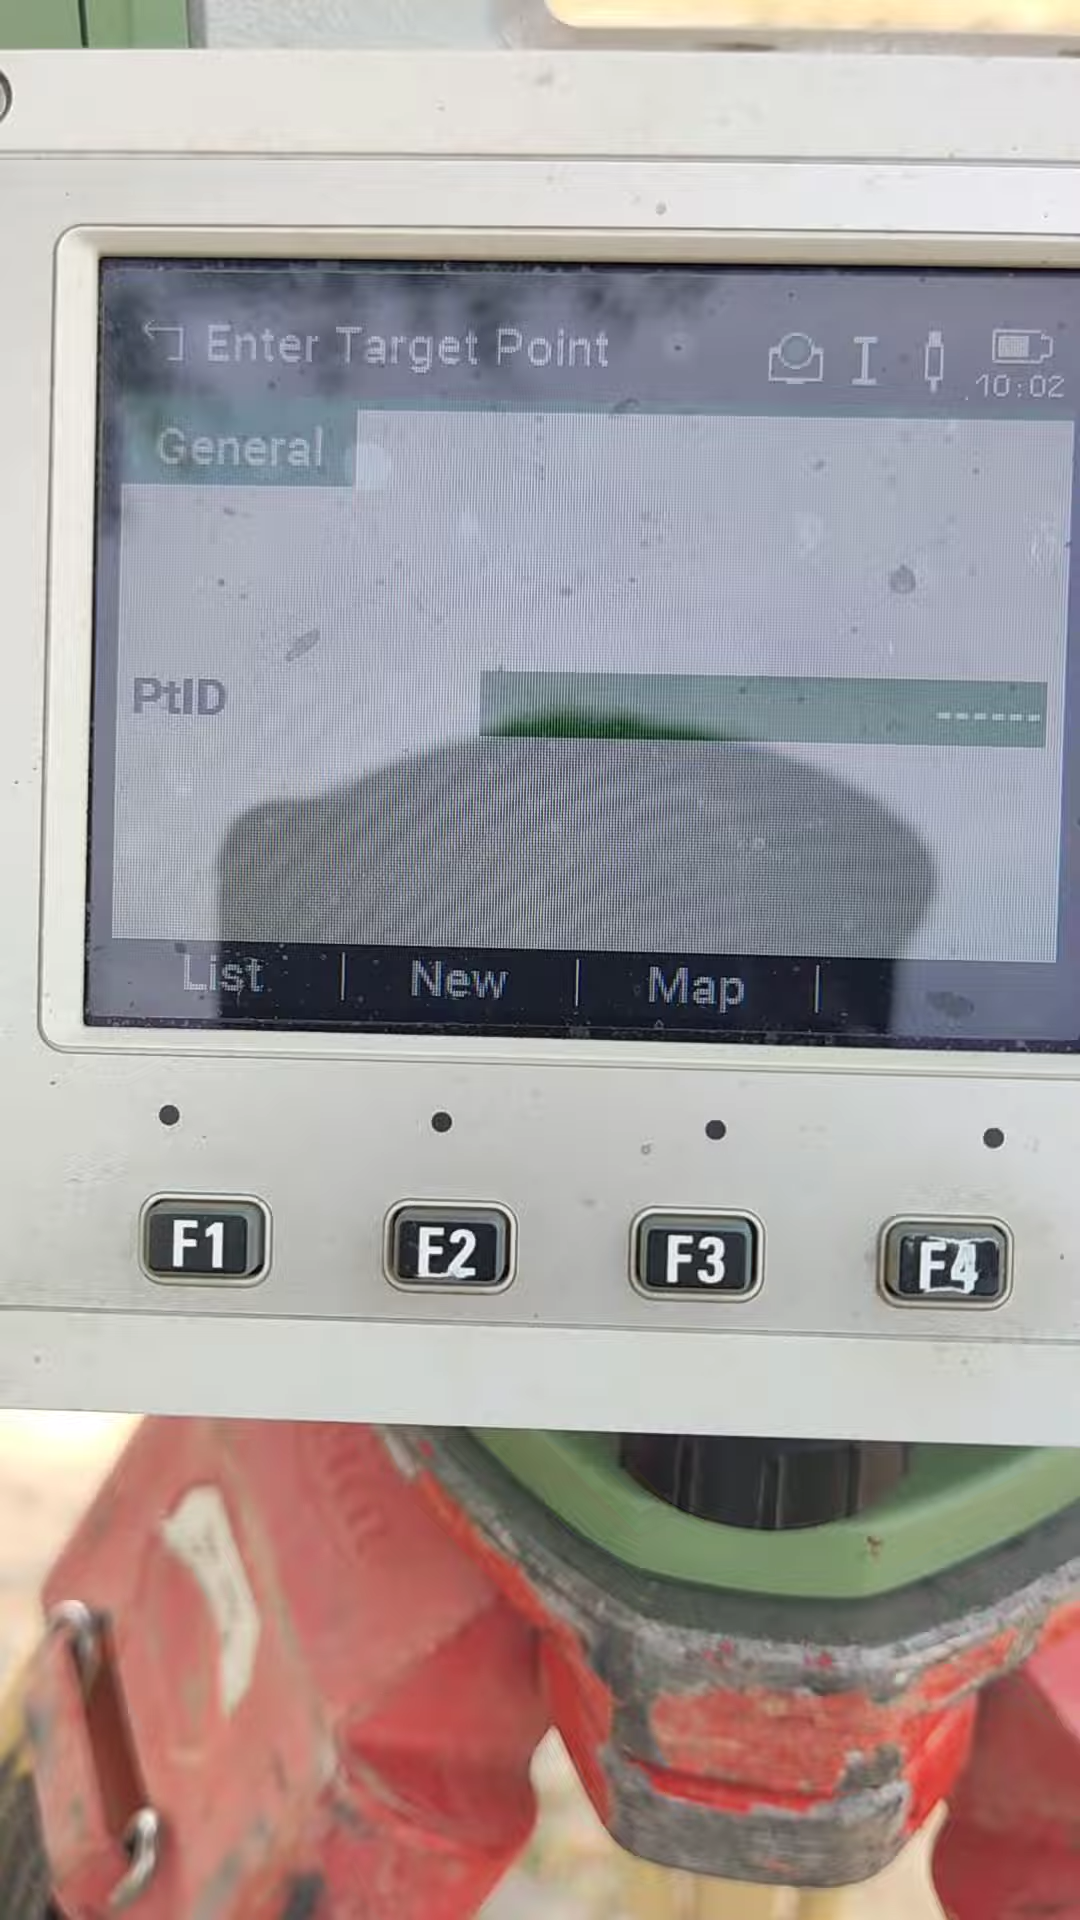 Enter Target Point
10:02
General
PtID ------
List | New | Map |
F1 F2 F3 F4